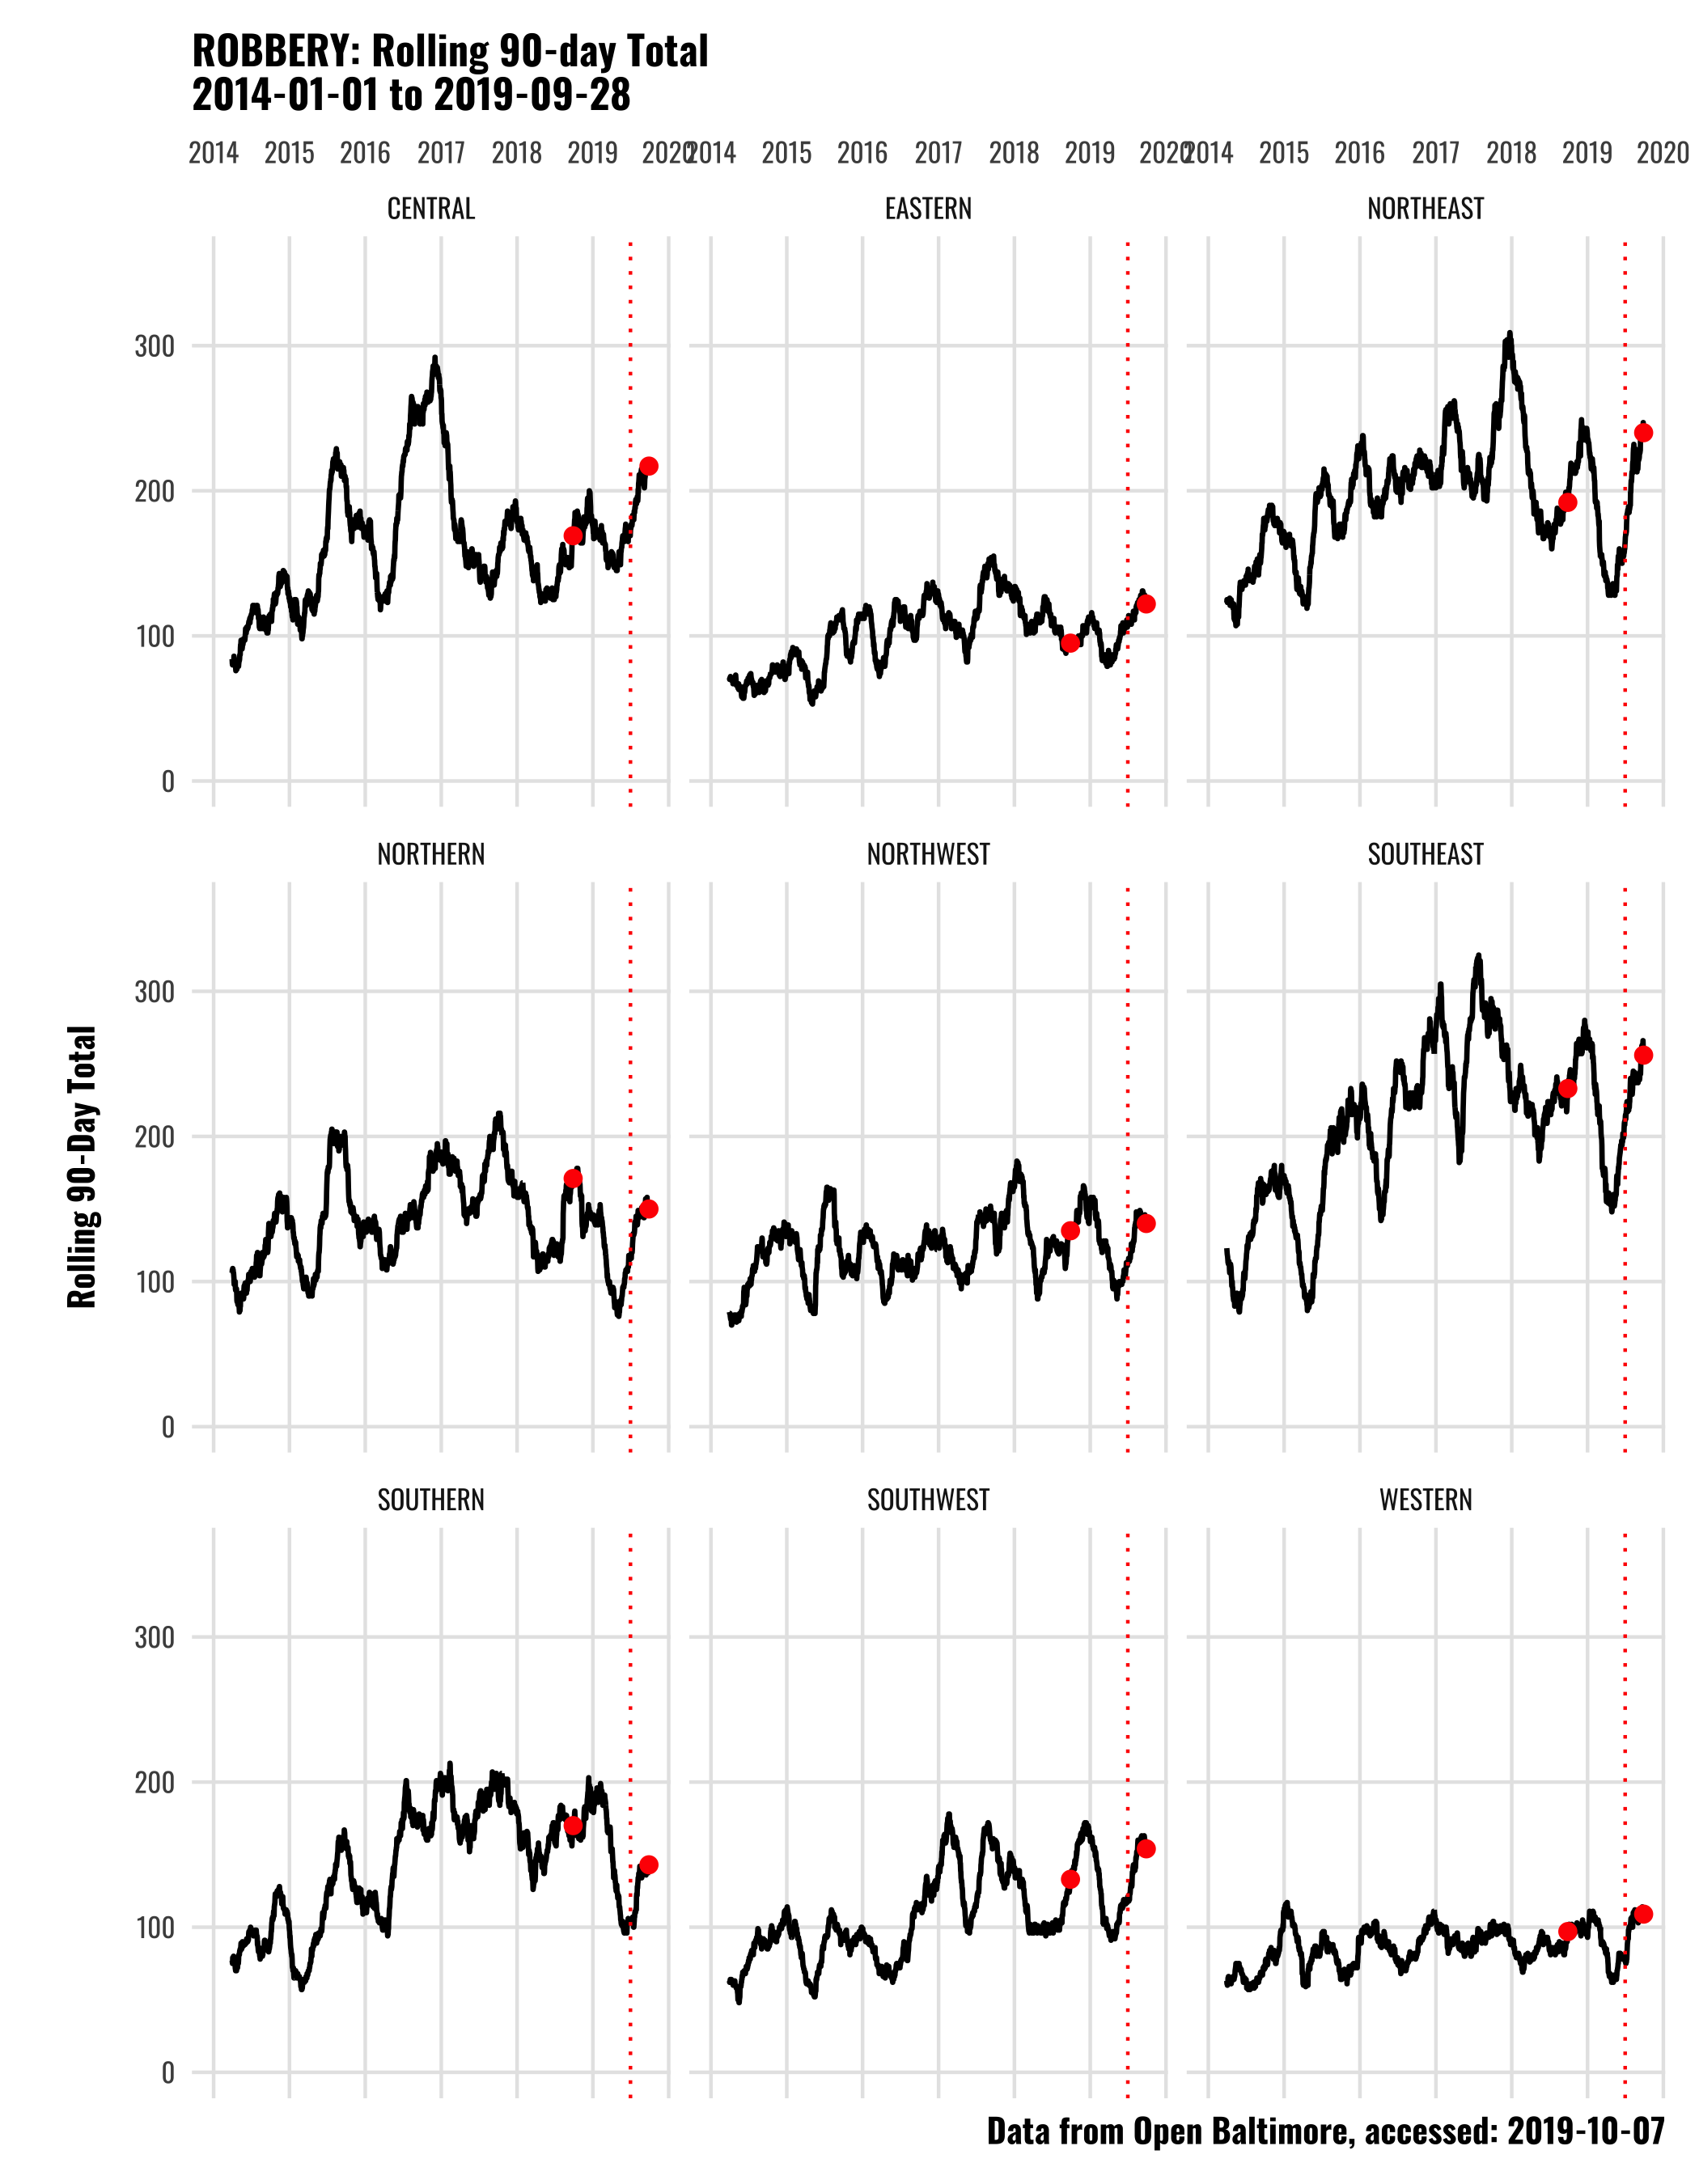 ROBBERY: Rolling 90-day Total
2014-01-01 to 2019-09-28
2014 2015 2016 2017 2018 2019 2020 2014 2015 2016 2017 2018 2019 2020 2014 2015 2016 2017 2018 2019 2020
CENTRAL EASTERN NORTHEAST
300
200
100
0
NORTHERN NORTHWEST SOUTHEAST
300
200
100
0
Rolling 90-Day Total
SOUTHERN SOUTHWEST WESTERN
300
200
100
0
Data from Open Baltimore, accessed: 2019-10-07